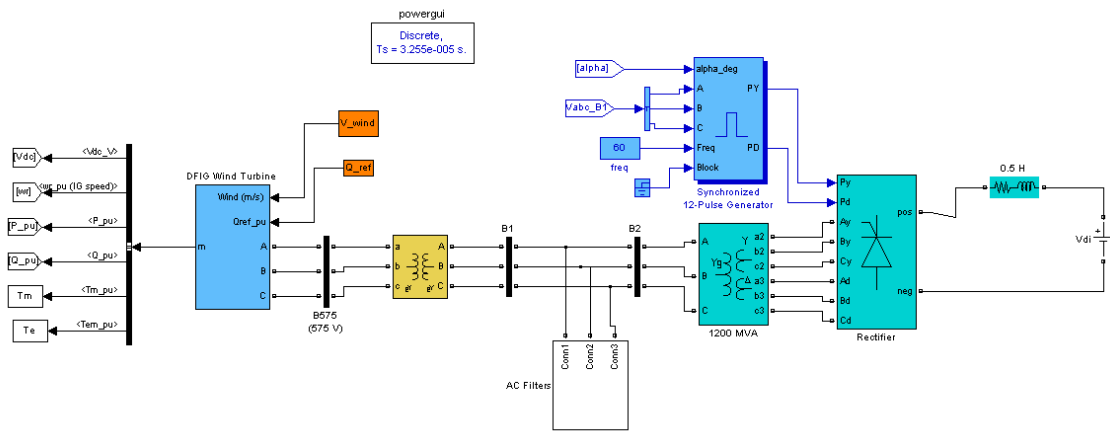 powergui
Discrete,
Ts = 3.255e-005 s.
[alpha]
alpha_deg
A
PY
Vabc_B1
B
C
PD
60
Freq
freq
Block
Synchronized
12-Pulse Generator
V_wind
Q_ref
[Vdc]
<Vdc_V>
[wr]
<wr_pu (IG speed)>
[P_pu]
<P_pu>
[Q_pu]
<Q_pu>
Tm
<Tm_pu>
Te
<Tem_pu>
DFIG Wind Turbine
Wind (m/s)
Qref_pu
m
A
B
C
B575
(575 V)
a
A
b
B
c
C
B1
B2
Conn1
Conn2
Conn3
AC Filters
A
Y
a2
b2
Yg
c2
B
Δ
a3
b3
C
c3
1200 MVA
Py
Pd
Ay
pos
By
Cy
Ad
Bd
neg
Cd
Rectifier
0.5 H
Vdi
+